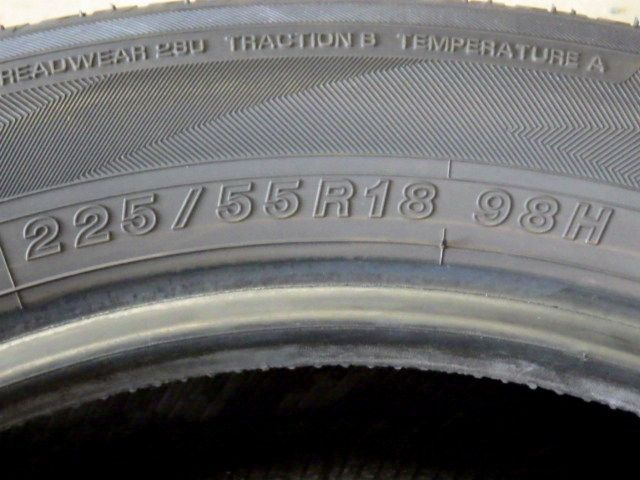 READWEAR 280 TRACTION B TEMPERATURE A
225/55R18 98H